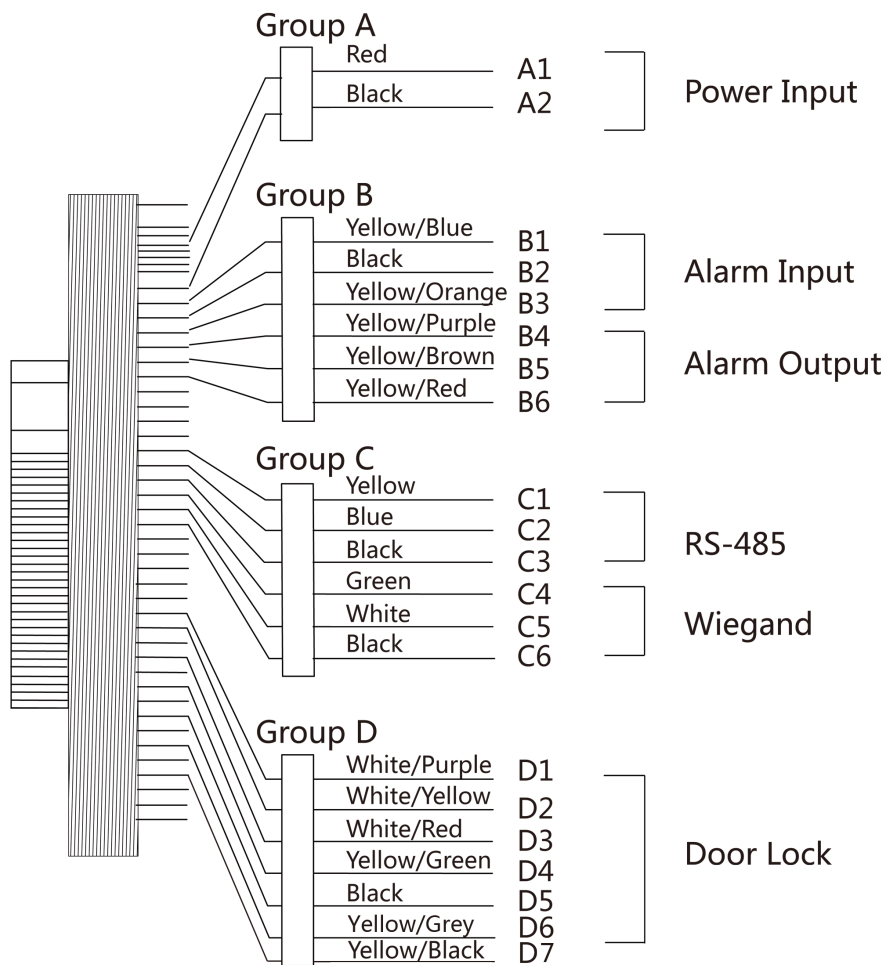 Group A
Red A1
Black A2
Power Input
Group B
Yellow/Blue B1
Black B2
Yellow/Orange B3
Alarm Input
Yellow/Purple B4
Yellow/Brown B5
Yellow/Red B6
Alarm Output
Group C
Yellow C1
Blue C2
Black C3
RS-485
Green C4
White C5
Black C6
Wiegand
Group D
White/Purple D1
White/Yellow D2
White/Red D3
Yellow/Green D4
Black D5
Yellow/Grey D6
Yellow/Black D7
Door Lock